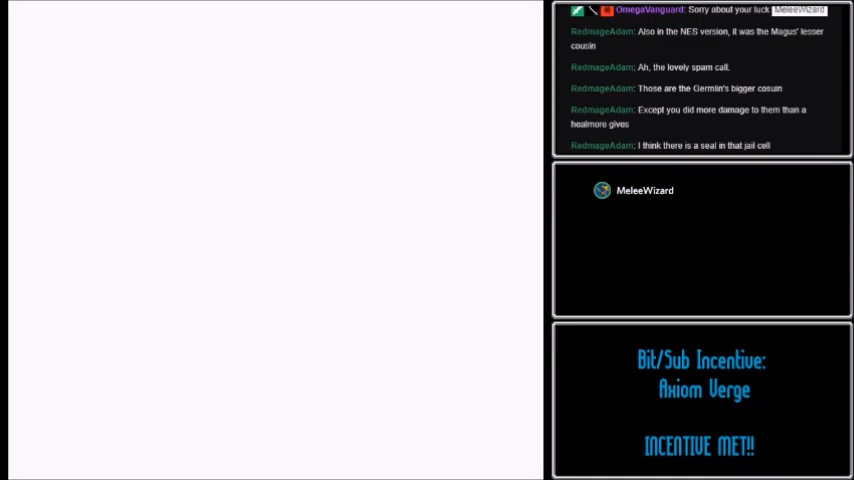 OmegaVanguard: Sorry about your luck MeleeWizard
RedmageAdam: Also in the NES version, it was the Magus' lesser
cousin
RedmageAdam: Ah, the lovely spam call.
RedmageAdam: Those are the Germlin's bigger cosuin
RedmageAdam: Except you did more damage to them than a
healmore gives
RedmageAdam: I think there is a seal in that jail cell
MeleeWizard
Bit/Sub Incentive:
Axiom Verge
INCENTIVE MET!!